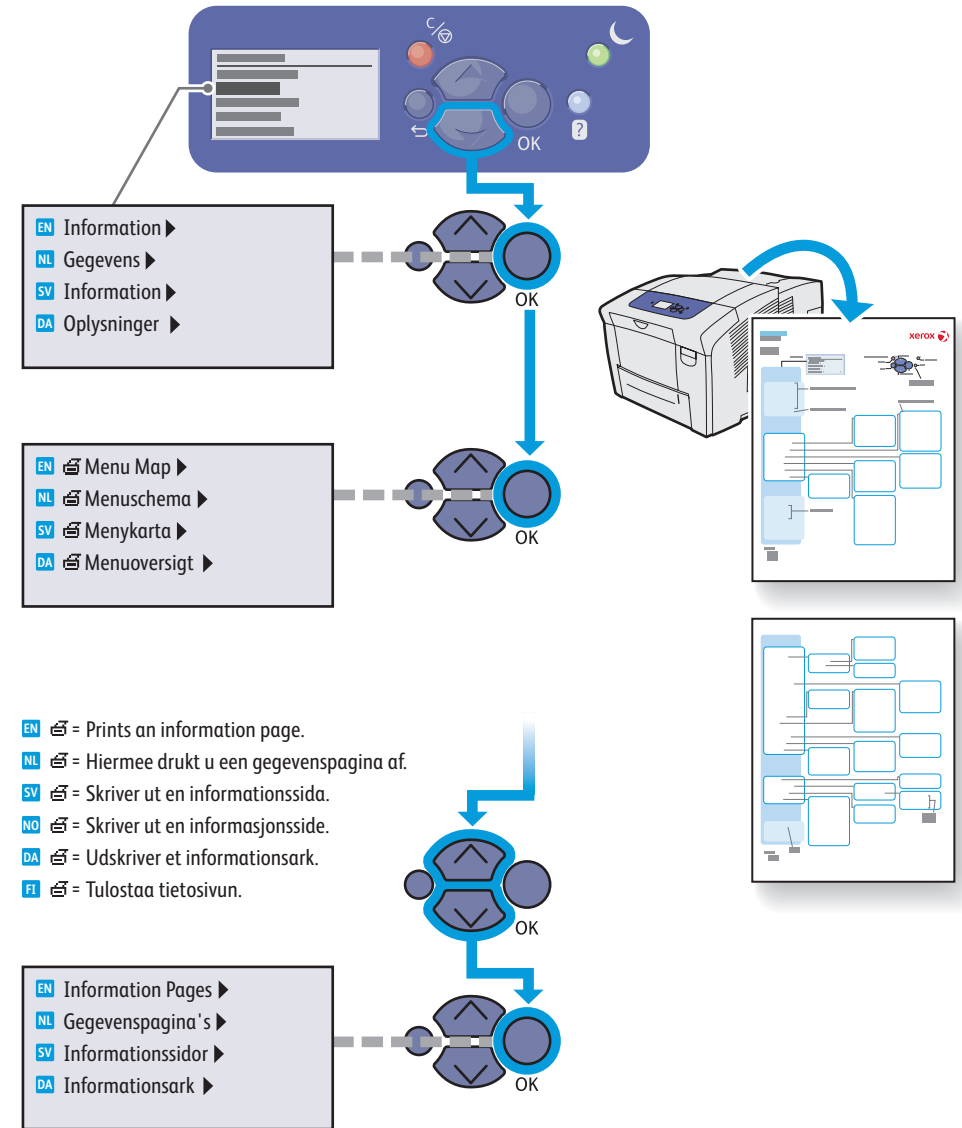 C/
?
OK
EN Information
NL Gegevens
SV Information
DA Oplysninger
OK
xerox
EN Menu Map
NL Menuschema
SV Menykarta
DA Menuoversigt
OK
EN = Prints an information page.
NL = Hiermee drukt u een gegevenspagina af.
SV = Skriver ut en informationssida.
NO = Skriver ut en informasjonsside.
DA = Udskriver et informationsark.
FI = Tulostaa tietosivun.
OK
EN Information Pages
NL Gegevenspagina's
SV Informationssidor
DA Informationsark
OK